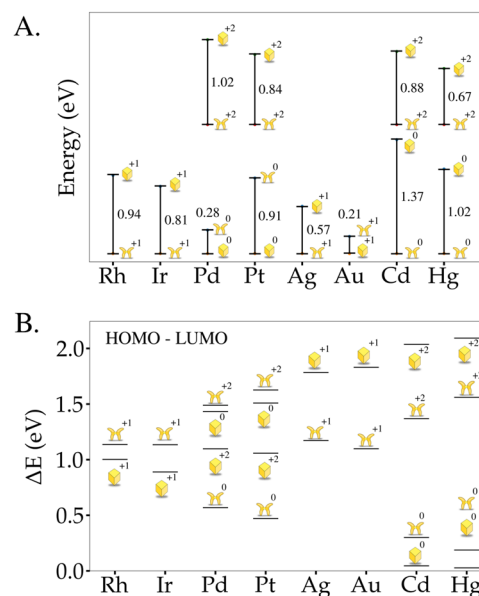 A.
Energy (eV)
+2 +2 +2 +2
1.02 0.84 0.88 0.67
+2 +2 +2 +2
0
+1 0 0
+1 1.37
0.94 0.81 0.28 0.91 +1 0.21 1.02
0 0.57 +1
+1 +1 0 0 +1 +1 0 0
Rh Ir Pd Pt Ag Au Cd Hg
B.
HOMO - LUMO
ΔE (eV)
2.0
+1 +1 +2 +2
+2
1.5
+2 +2
0 0
+1 +1 +1 +1
1.0
+1 +1 +2 +2
0.5
0 0 0 0
0 0
0.0
Rh Ir Pd Pt Ag Au Cd Hg